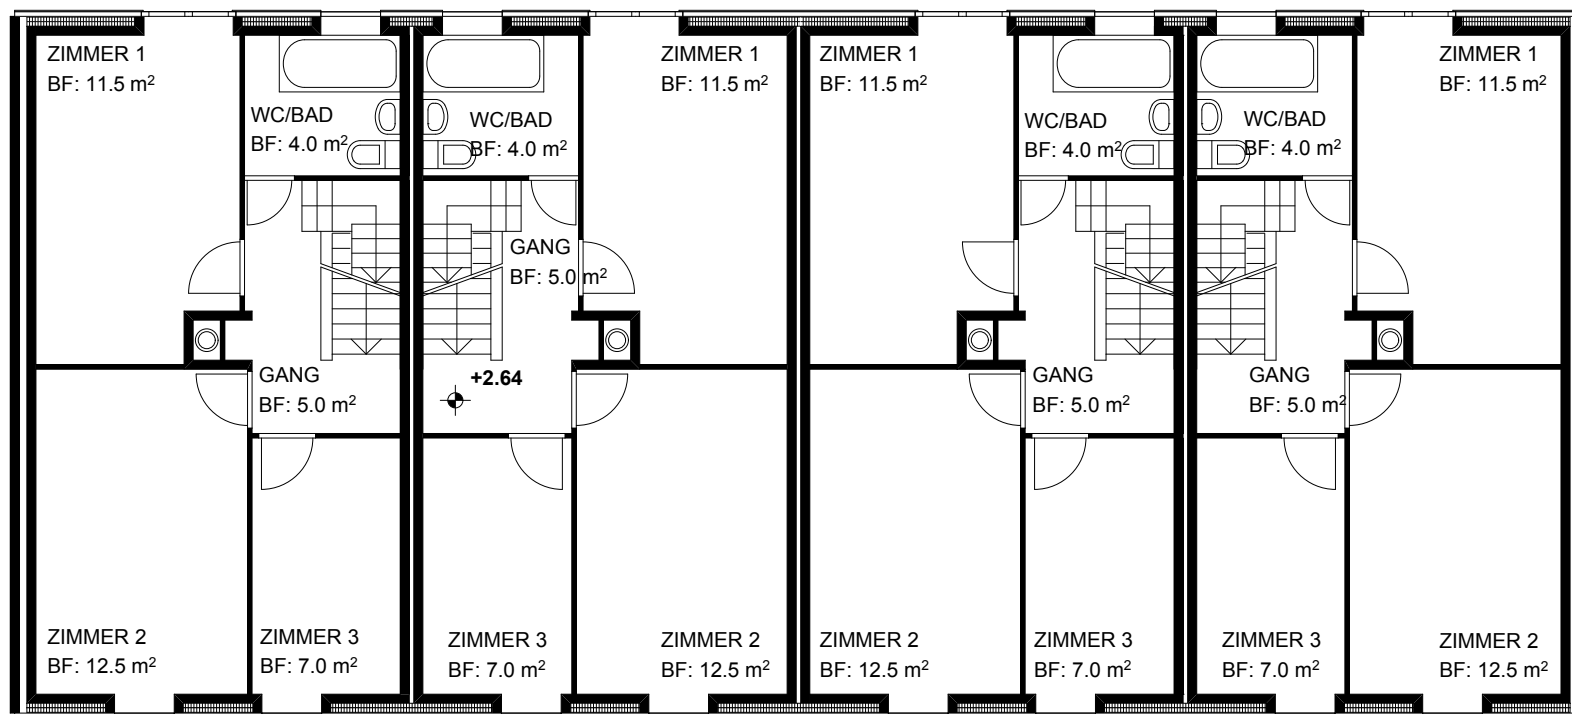 ZIMMER 1
BF: 11.5 m²
WC/BAD
BF: 4.0 m²
WC/BAD
BF: 4.0 m²
ZIMMER 1
BF: 11.5 m²
ZIMMER 1
BF: 11.5 m²
WC/BAD
BF: 4.0 m²
WC/BAD
BF: 4.0 m²
ZIMMER 1
BF: 11.5 m²
GANG
BF: 5.0 m²
GANG
BF: 5.0 m²
+2.64
GANG
BF: 5.0 m²
GANG
BF: 5.0 m²
ZIMMER 2
BF: 12.5 m²
ZIMMER 3
BF: 7.0 m²
ZIMMER 3
BF: 7.0 m²
ZIMMER 2
BF: 12.5 m²
ZIMMER 2
BF: 12.5 m²
ZIMMER 3
BF: 7.0 m²
ZIMMER 3
BF: 7.0 m²
ZIMMER 2
BF: 12.5 m²